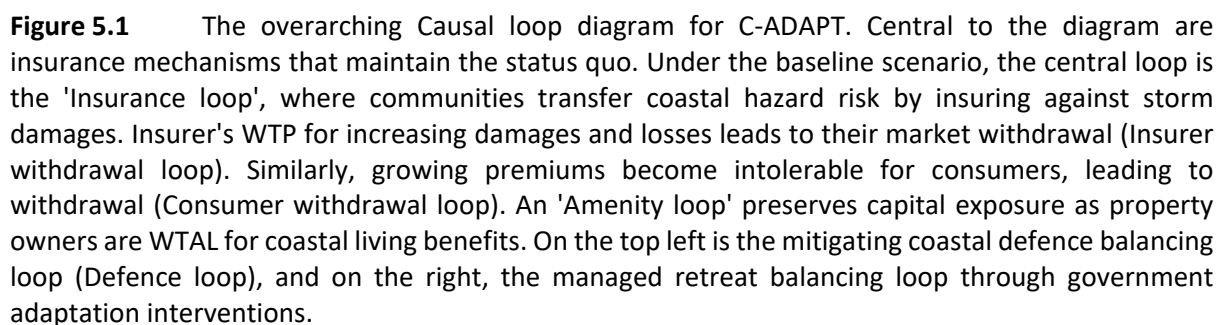 Figure 5.1 The overarching Causal loop diagram for C-ADAPT. Central to the diagram are
insurance mechanisms that maintain the status quo. Under the baseline scenario, the central loop is
the 'Insurance loop', where communities transfer coastal hazard risk by insuring against storm
damages. Insurer's WTP for increasing damages and losses leads to their market withdrawal (Insurer
withdrawal loop). Similarly, growing premiums become intolerable for consumers, leading to
withdrawal (Consumer withdrawal loop). An 'Amenity loop' preserves capital exposure as property
owners are WTAL for coastal living benefits. On the top left is the mitigating coastal defence balancing
loop (Defence loop), and on the right, the managed retreat balancing loop through government
adaptation interventions.